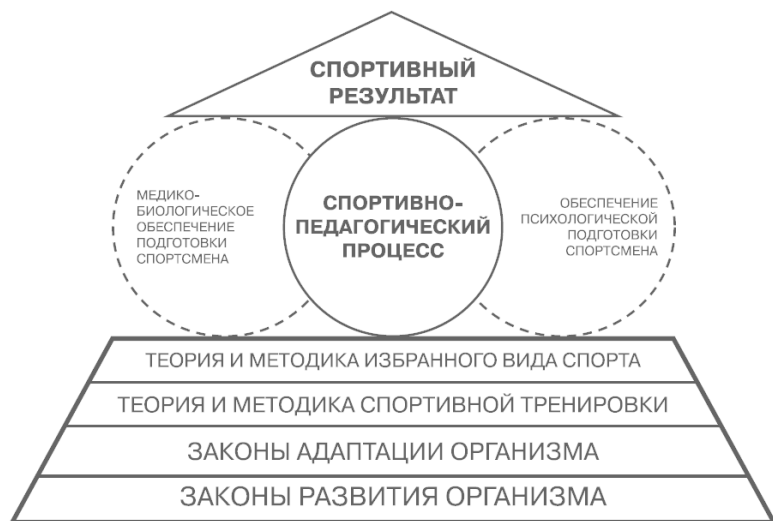 СПОРТИВНЫЙ
РЕЗУЛЬТАТ
МЕДИКО-
БИОЛОГИЧЕСКОЕ
ОБЕСПЕЧЕНИЕ
ПОДГОТОВКИ
СПОРТСМЕНА
СПОРТИВНО-
ПЕДАГОГИЧЕСКИЙ
ПРОЦЕСС
ОБЕСПЕЧЕНИЕ
ПСИХОЛОГИЧЕСКОЙ
ПОДГОТОВКИ
СПОРТСМЕНА
ТЕОРИЯ И МЕТОДИКА ИЗБРАННОГО ВИДА СПОРТА
ТЕОРИЯ И МЕТОДИКА СПОРТИВНОЙ ТРЕНИРОВКИ
ЗАКОНЫ АДАПТАЦИИ ОРГАНИЗМА
ЗАКОНЫ РАЗВИТИЯ ОРГАНИЗМА